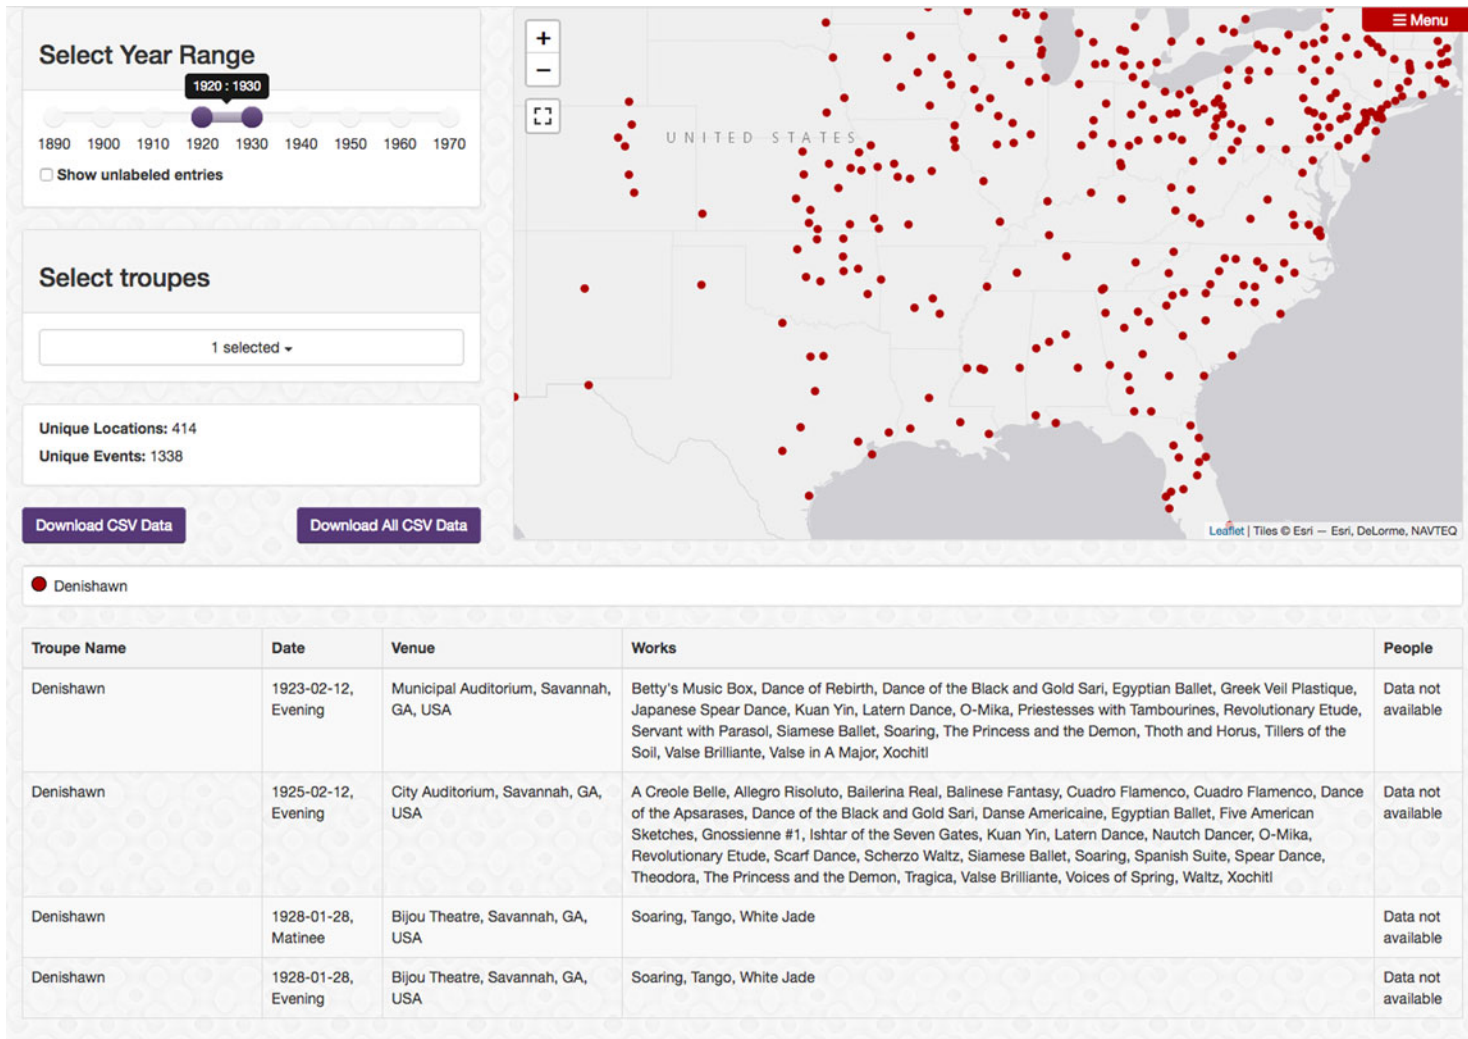 Select Year Range
1920 : 1930
1890 1900 1910 1920 1930 1940 1950 1960 1970
Show unlabeled entries
Select troupes
1 selected
Unique Locations: 414
Unique Events: 1338
Download CSV Data
Download All CSV Data
+
−
Menu
UNITED STATES
Leaflet | Tiles © Esri — Esri, DeLorme, NAVTEQ
Denishawn
Troupe Name Date Venue Works People
Denishawn
1923-02-12,
Evening
Municipal Auditorium, Savannah,
GA, USA
Betty's Music Box, Dance of Rebirth, Dance of the Black and Gold Sari, Egyptian Ballet, Greek Veil Plastique,
Japanese Spear Dance, Kuan Yin, Latern Dance, O-Mika, Priestesses with Tambourines, Revolutionary Etude,
Servant with Parasol, Siamese Ballet, Soaring, The Princess and the Demon, Thoth and Horus, Tillers of the
Soil, Valse Brilliante, Valse in A Major, Xochitl
Data not
available
Denishawn
1925-02-12,
Evening
City Auditorium, Savannah, GA,
USA
A Creole Belle, Allegro Risoluto, Bailerina Real, Balinese Fantasy, Cuadro Flamenco, Cuadro Flamenco, Dance
of the Apsarases, Dance of the Black and Gold Sari, Danse Americaine, Egyptian Ballet, Five American
Sketches, Gnossienne #1, Ishtar of the Seven Gates, Kuan Yin, Latern Dance, Nautch Dancer, O-Mika,
Revolutionary Etude, Scarf Dance, Scherzo Waltz, Siamese Ballet, Soaring, Spanish Suite, Spear Dance,
Theodora, The Princess and the Demon, Tragica, Valse Brilliante, Voices of Spring, Waltz, Xochitl
Data not
available
Denishawn
1928-01-28,
Matinee
Bijou Theatre, Savannah, GA,
USA
Soaring, Tango, White Jade
Data not
available
Denishawn
1928-01-28,
Evening
Bijou Theatre, Savannah, GA,
USA
Soaring, Tango, White Jade
Data not
available